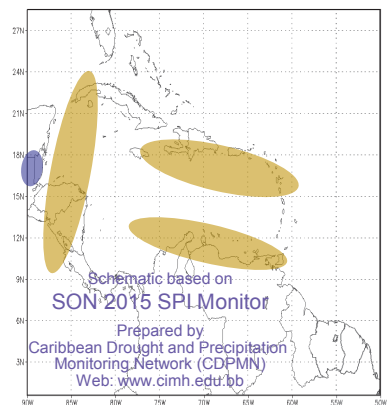 27N
24N
21N
18N
15N
12N
9N
6N
3N
Schematic based on
SON 2015 SPI Monitor
Prepared by
Caribbean Drought and Precipitation
Monitoring Network (CDPMN)
Web: www.cimh.edu.bb
90W 85W 80W 75W 70W 65W 60W 55W 50W